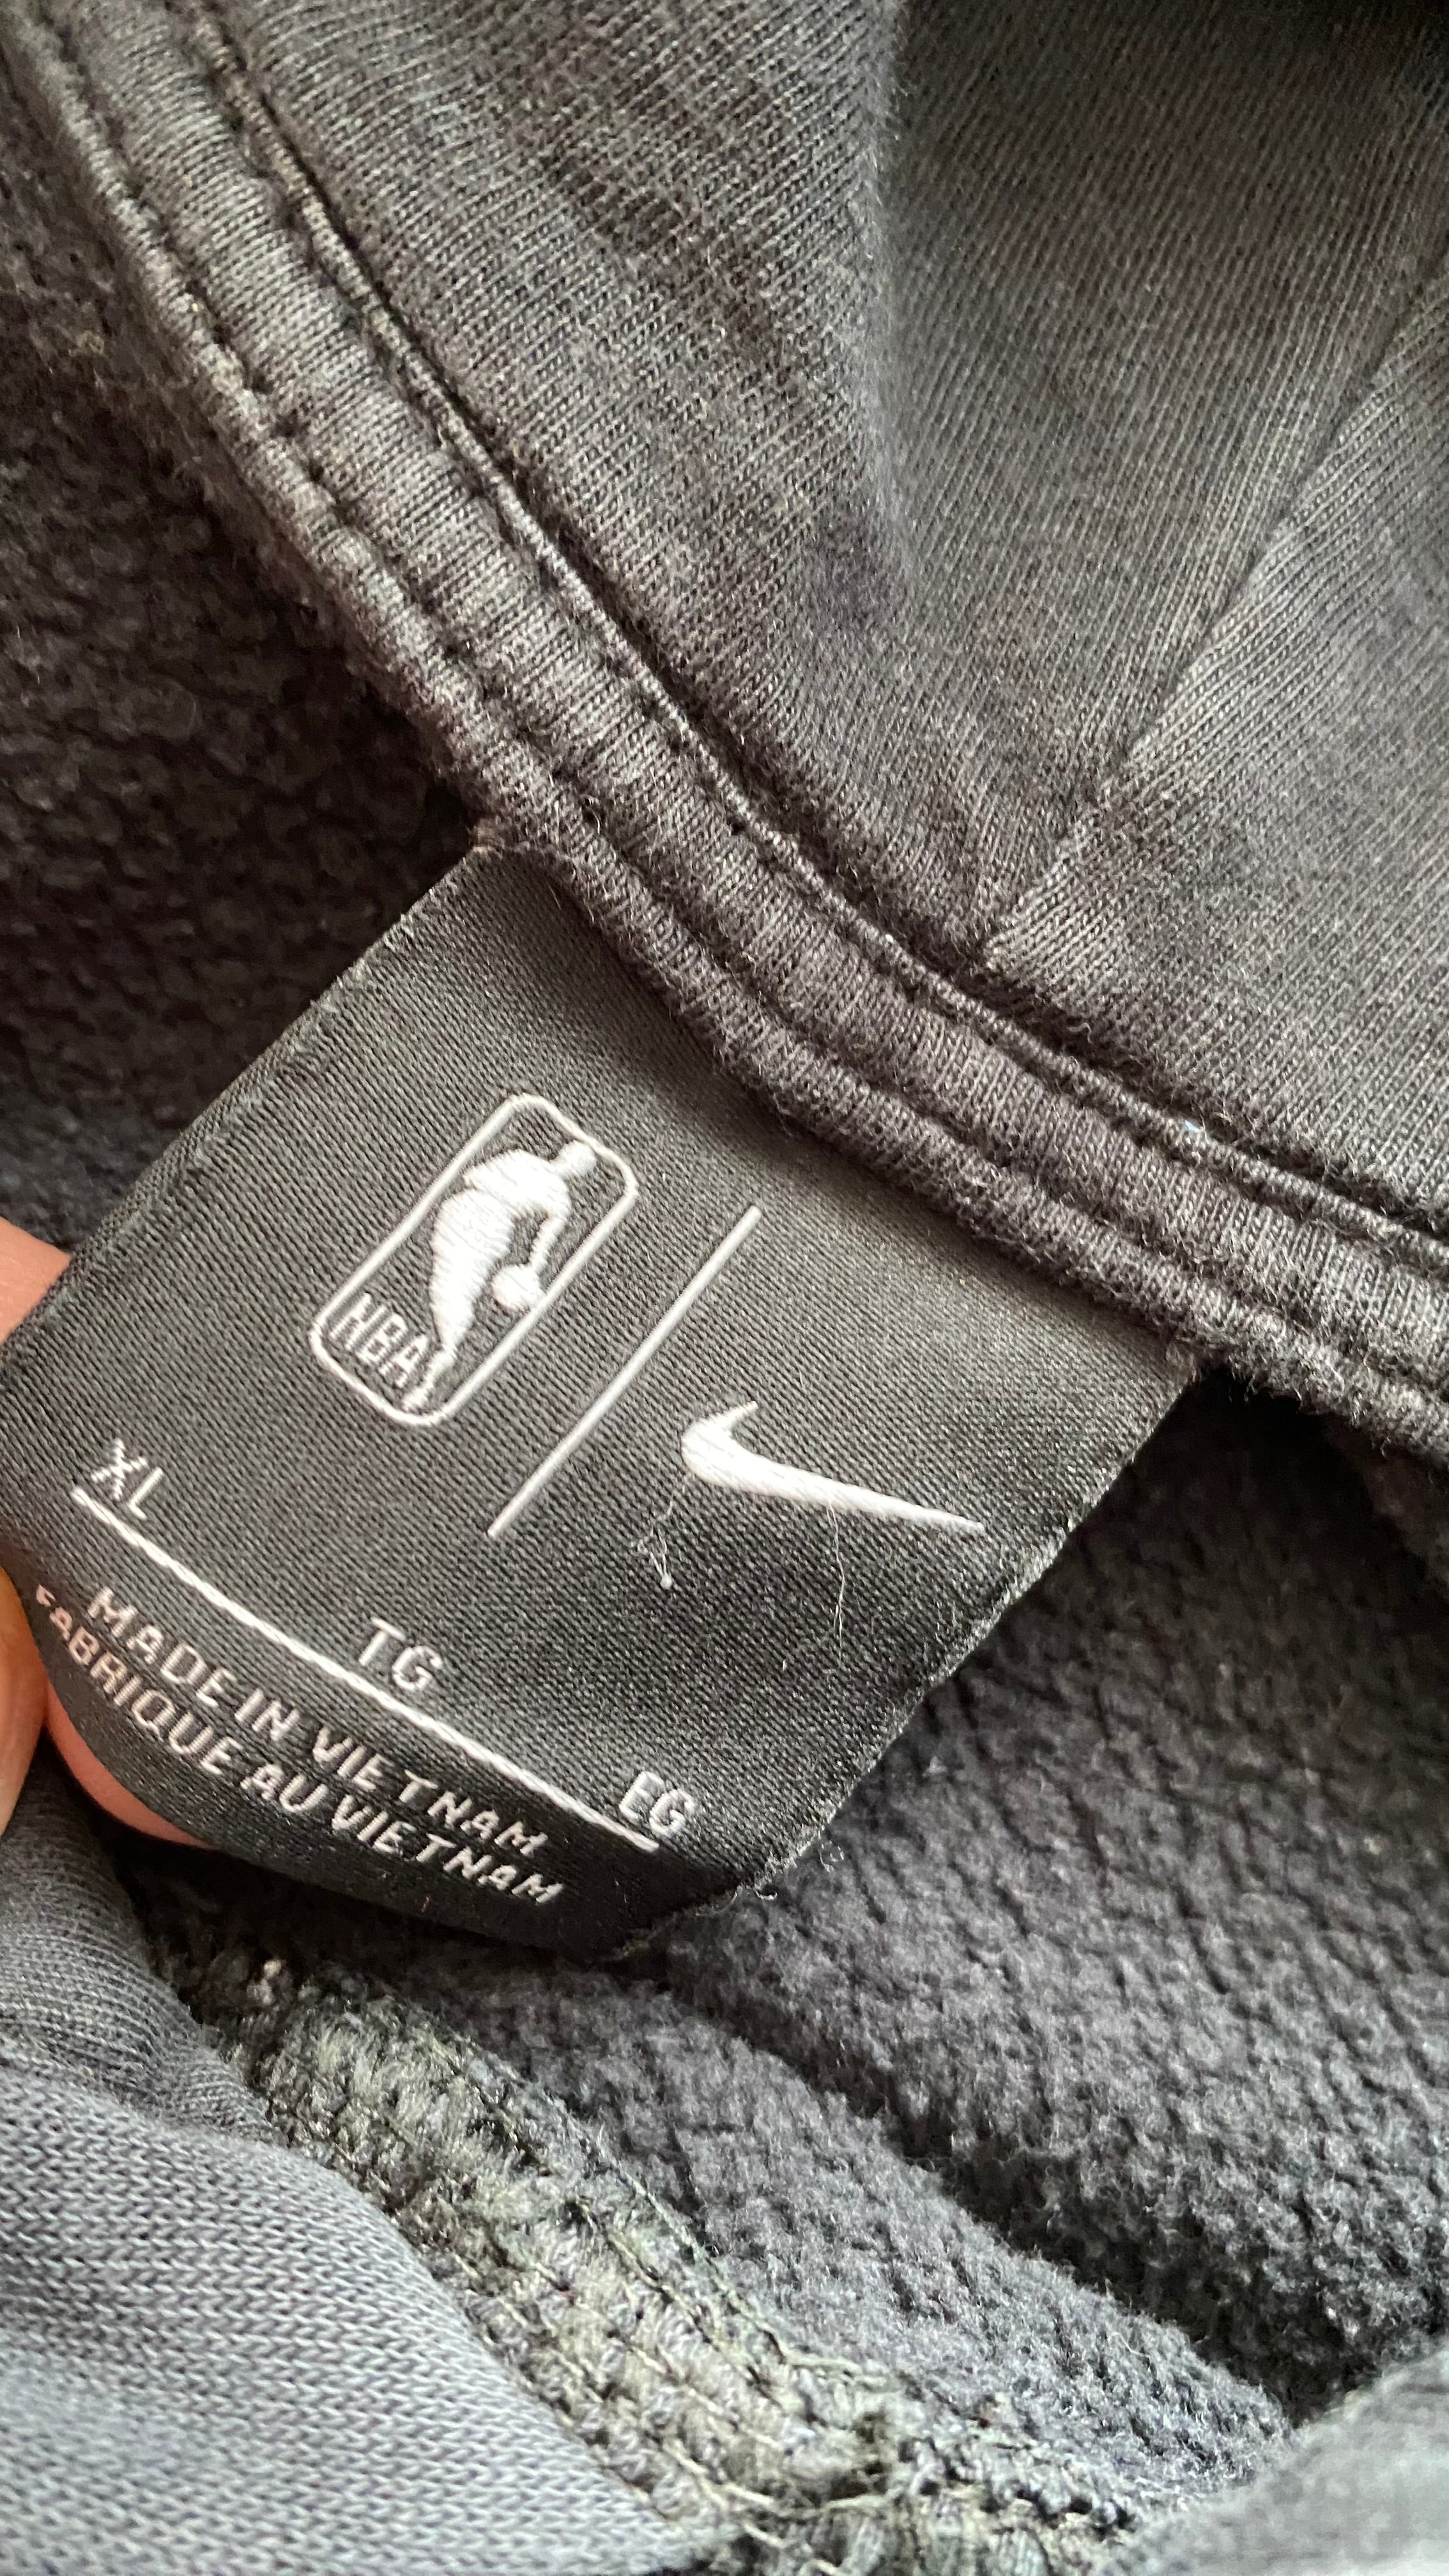 NBA
XL TG EG
MADE IN VIETNAM
FABRIQUE AU VIETNAM